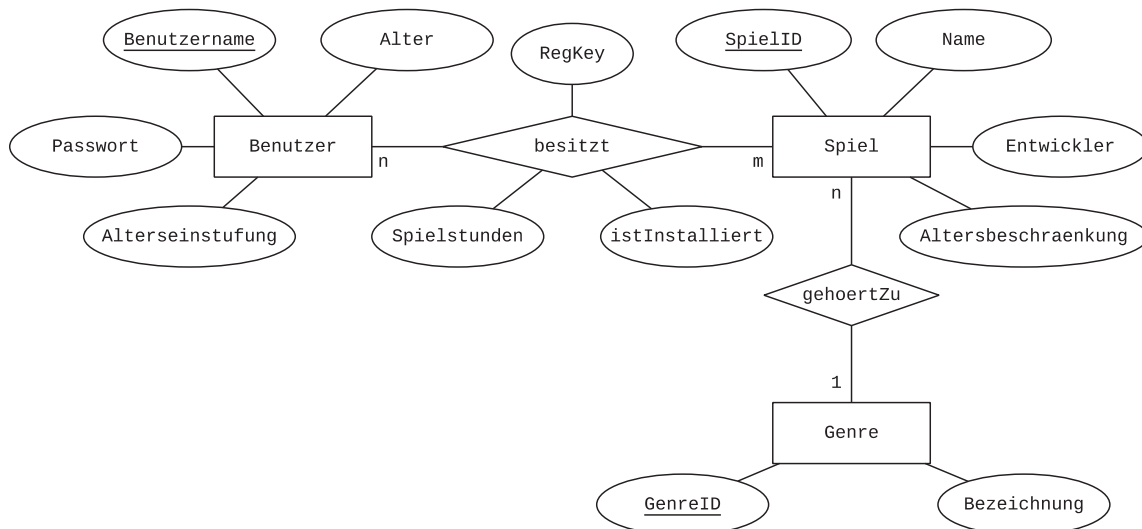 Benutzername
Alter
RegKey
SpielID
Name
Passwort
Benutzer
n
besitzt
m
Spiel
Entwickler
n
Alterseinstufung
Spielstunden
istInstalliert
Altersbeschraenkung
gehoertZu
1
Genre
GenreID
Bezeichnung